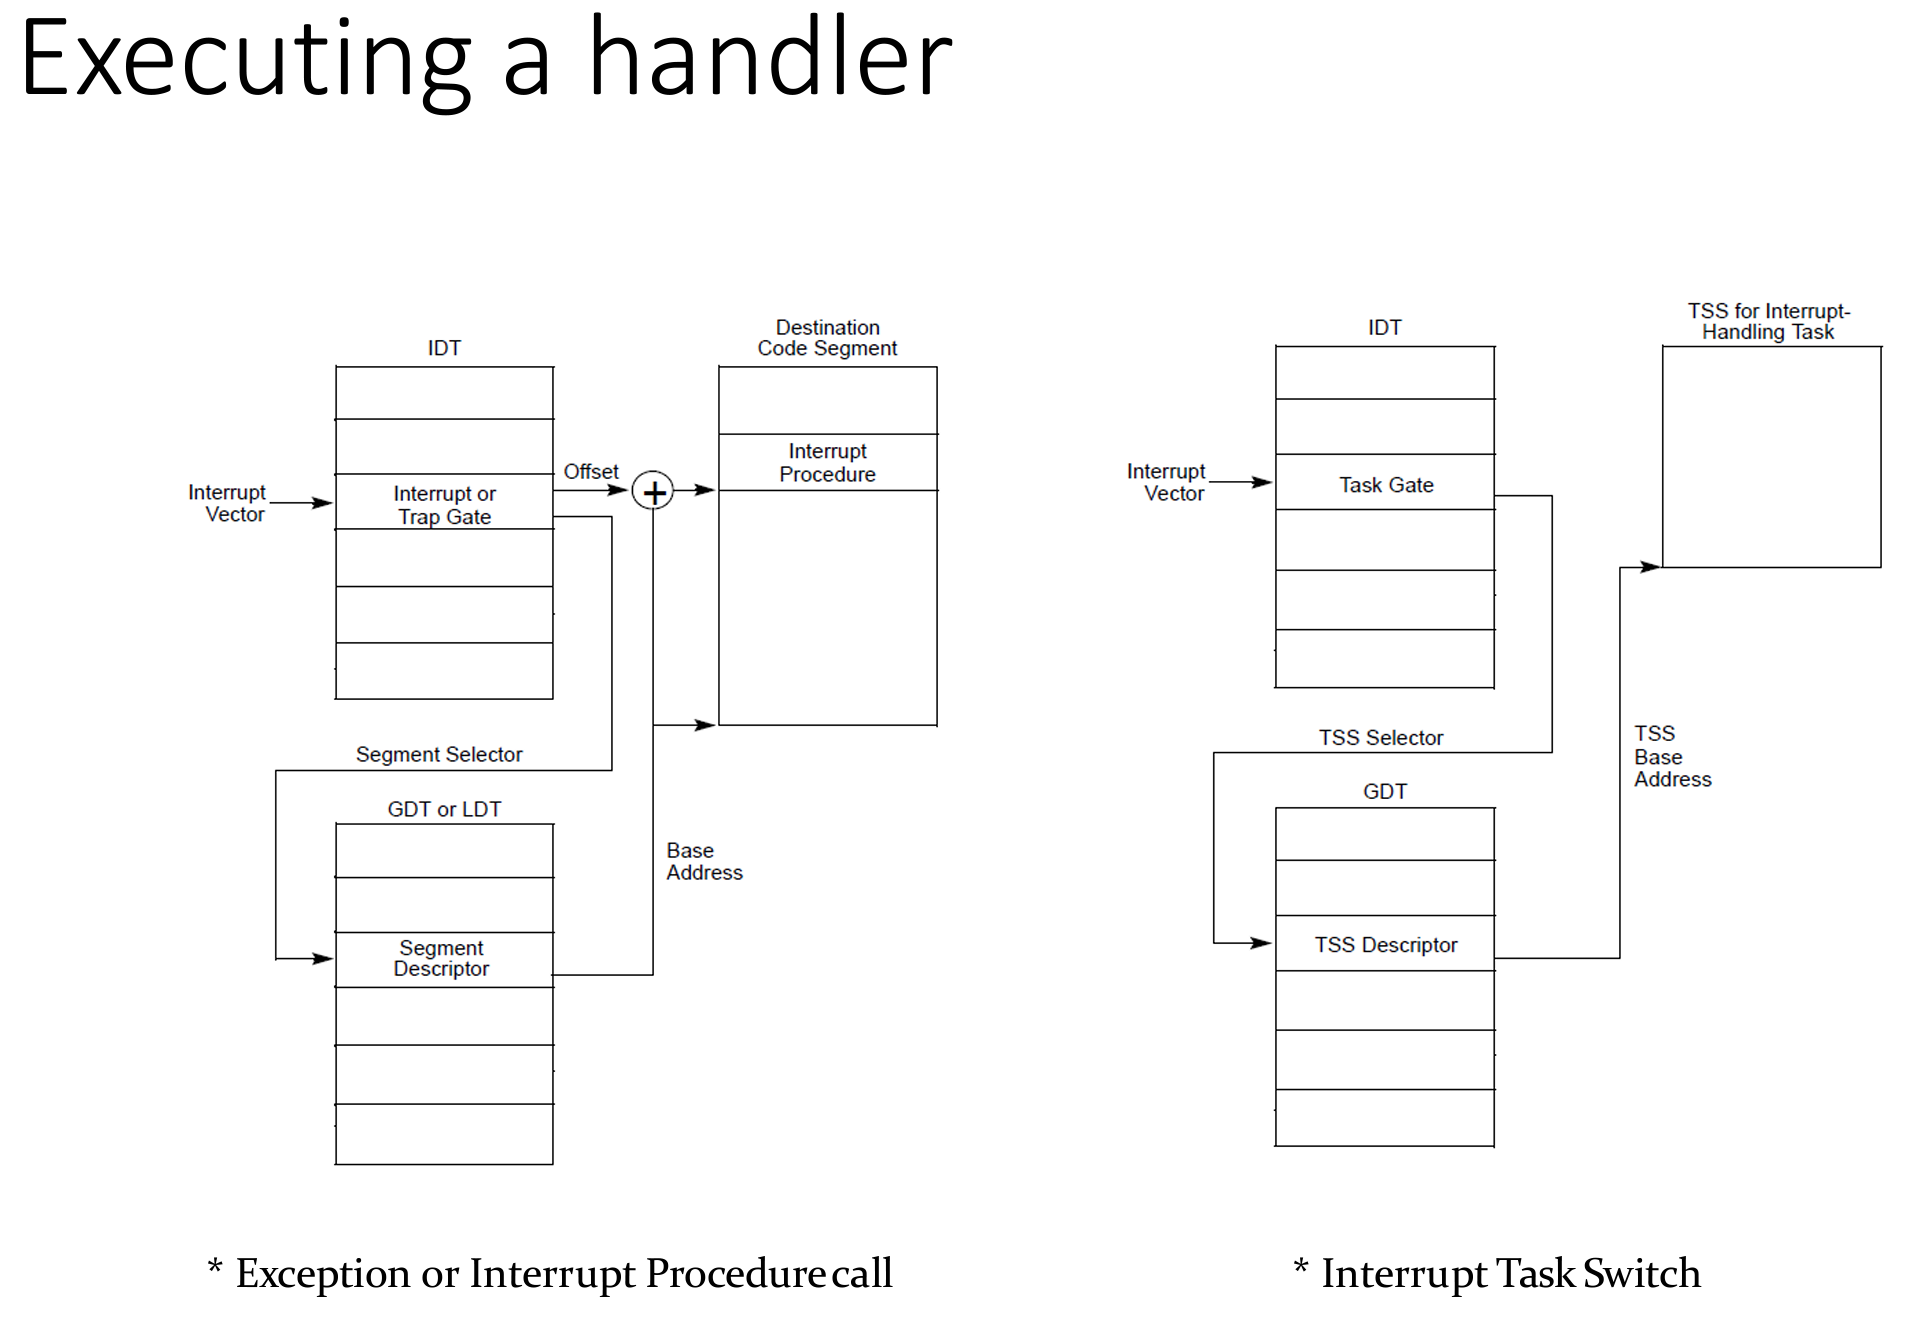 Executing a handler
IDT
Destination
Code Segment
Interrupt
Vector
Interrupt or
Trap Gate
Offset
+
Interrupt
Procedure
Segment Selector
GDT or LDT
Base
Address
Segment
Descriptor
* Exception or Interrupt Procedure call
IDT
TSS for Interrupt-
Handling Task
Interrupt
Vector
Task Gate
TSS Selector
TSS
Base
Address
GDT
TSS Descriptor
* Interrupt Task Switch